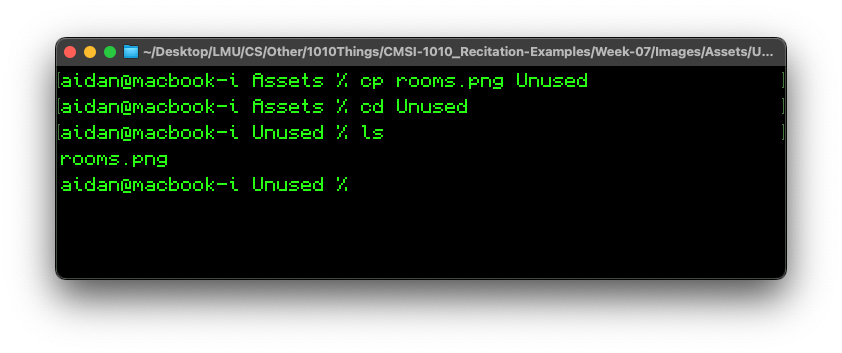 ~/Desktop/LMU/CS/Other/1010Things/CMSI-1010_Recitation-Examples/Week-07/Images/Assets/U...
[aidan@macbook-i Assets % cp rooms.png Unused ]
[aidan@macbook-i Assets % cd Unused ]
[aidan@macbook-i Unused % ls ]
rooms.png
aidan@macbook-i Unused %